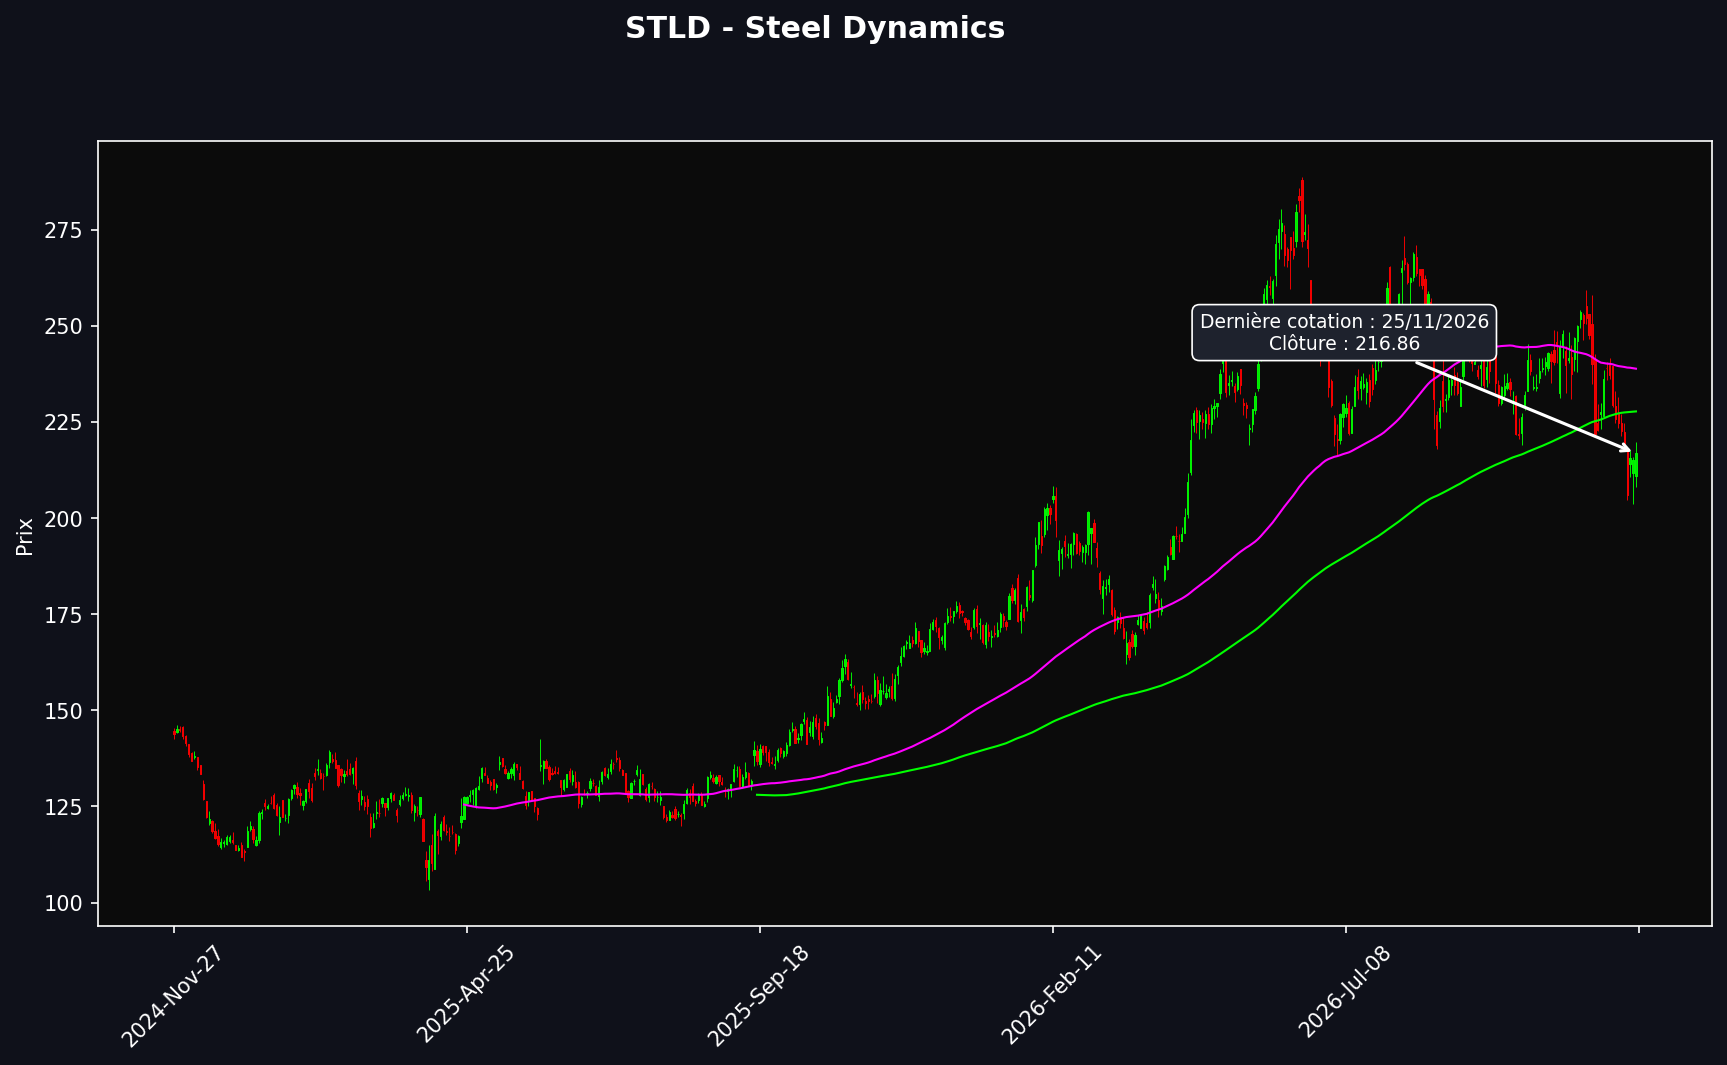 STLD - Steel Dynamics
Prix
275
250
225
200
175
150
125
100
Dernière cotation : 25/11/2026
Clôture : 216.86
2024-Nov-27
2025-Apr-25
2025-Sep-18
2026-Feb-11
2026-Jul-08